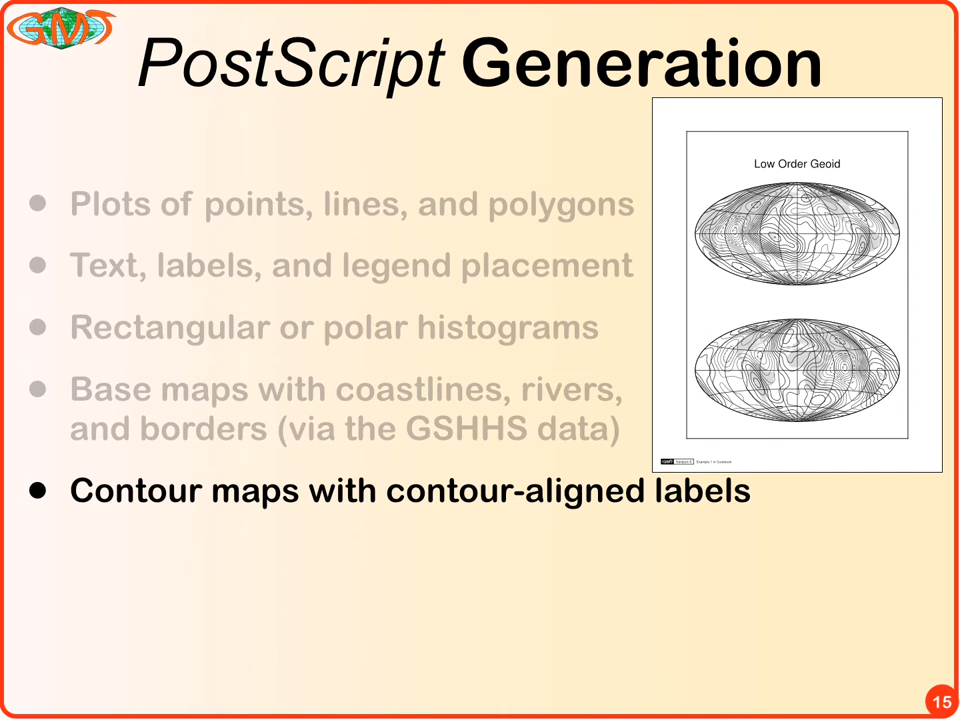 GMT
PostScript Generation
Low Order Geoid
• Plots of points, lines, and polygons
• Text, labels, and legend placement
• Rectangular or polar histograms
• Base maps with coastlines, rivers,
and borders (via the GSHHS data)
• Contour maps with contour-aligned labels
15